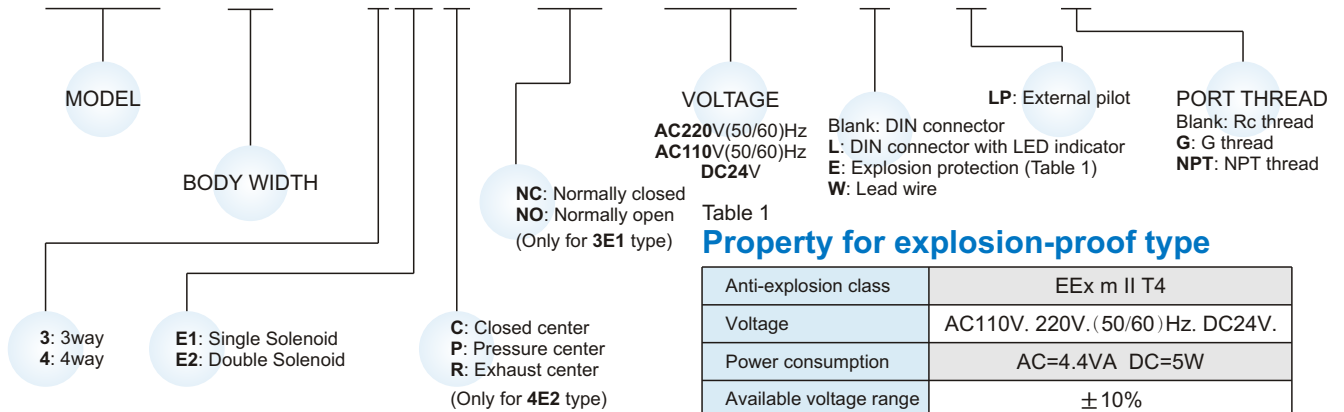 MODEL
BODY WIDTH
3: 3way
4: 4way
E1: Single Solenoid
E2: Double Solenoid
C: Closed center
P: Pressure center
R: Exhaust center
(Only for 4E2 type)
NC: Normally closed
NO: Normally open
(Only for 3E1 type)
VOLTAGE
AC220V(50/60)Hz
AC110V(50/60)Hz
DC24V
Blank: DIN connector
L: DIN connector with LED indicator
E: Explosion protection (Table 1)
W: Lead wire
LP: External pilot
PORT THREAD
Blank: Rc thread
G: G thread
NPT: NPT thread
Table 1
Property for explosion-proof type
Anti-explosion class EEx m II T4
Voltage AC110V. 220V.(50/60)Hz. DC24V.
Power consumption AC=4.4VA DC=5W
Available voltage range ±10%